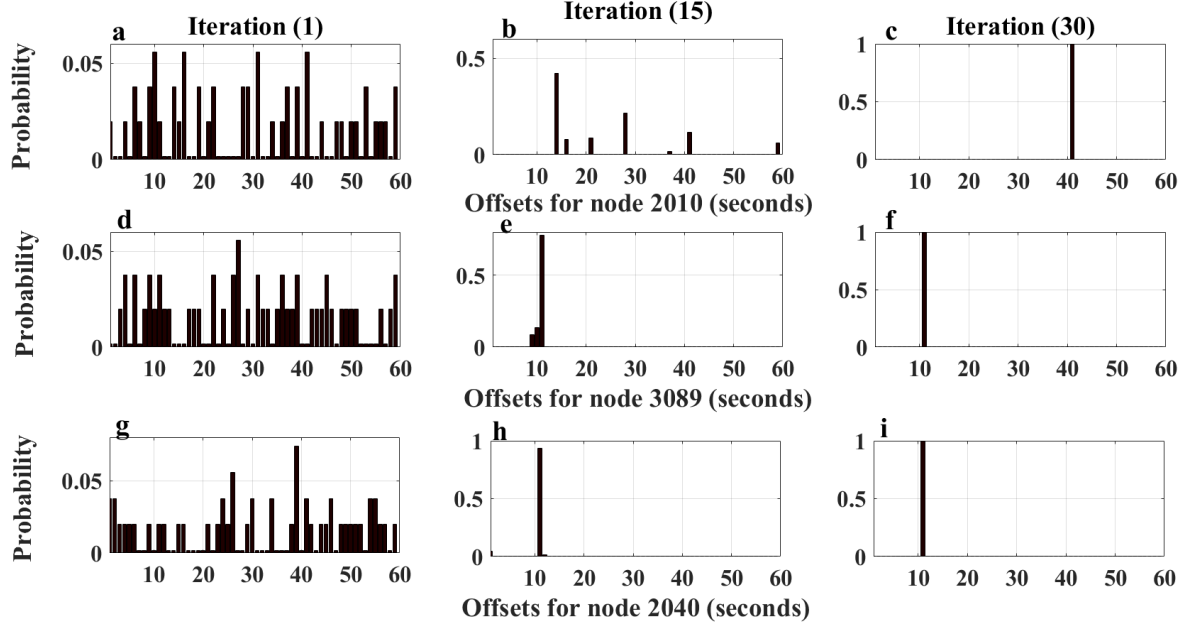 Iteration (1)
Iteration (15)
Iteration (30)
a
b
c
Probability
0.05
0
10 20 30 40 50 60
0.5
0
10 20 30 40 50 60
1
0.5
0
10 20 30 40 50 60
Offsets for node 2010 (seconds)
d
e
f
Probability
0.05
0
10 20 30 40 50 60
0.5
0
10 20 30 40 50 60
1
0.5
0
10 20 30 40 50 60
Offsets for node 3089 (seconds)
g
h
i
Probability
0.05
0
10 20 30 40 50 60
1
0.5
0
10 20 30 40 50 60
1
0.5
0
10 20 30 40 50 60
Offsets for node 2040 (seconds)